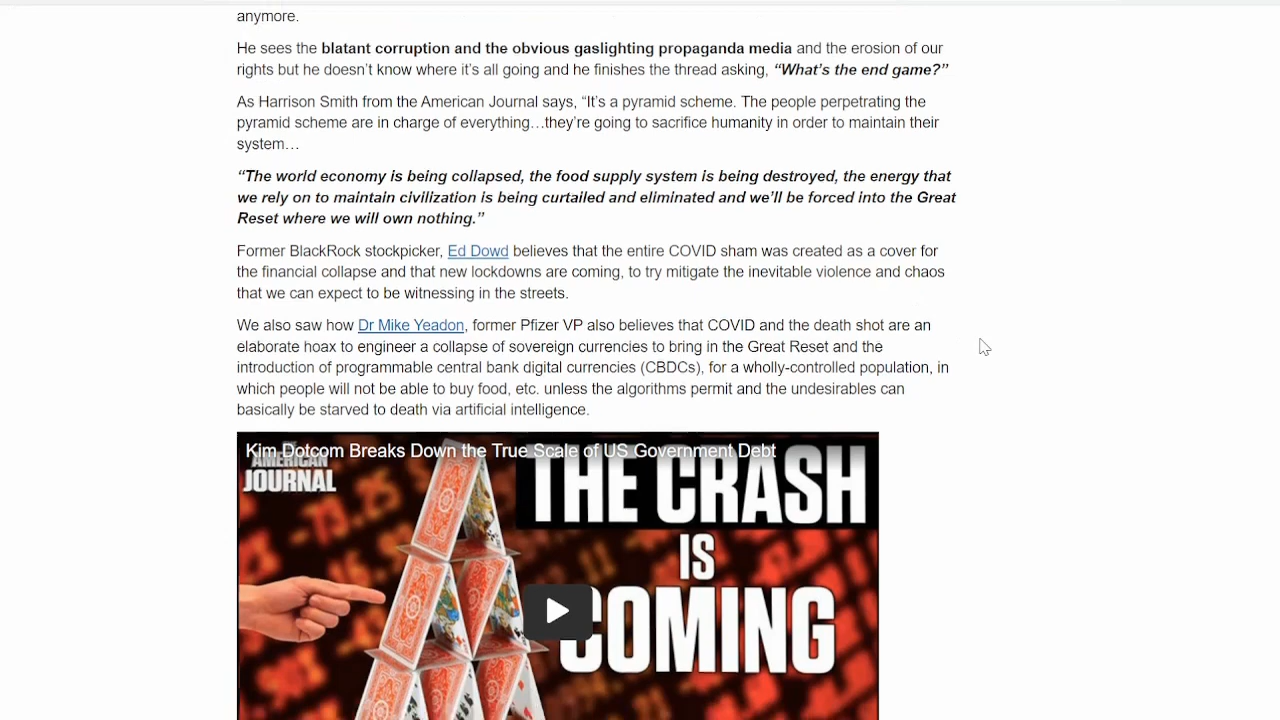 anymore.
He sees the blatant corruption and the obvious gaslighting propaganda media and the erosion of our
rights but he doesn’t know where it’s all going and he finishes the thread asking, “What’s the end game?”
As Harrison Smith from the American Journal says, “It’s a pyramid scheme. The people perpetrating the
pyramid scheme are in charge of everything…they’re going to sacrifice humanity in order to maintain their
system…
“The world economy is being collapsed, the food supply system is being destroyed, the energy that
we rely on to maintain civilization is being curtailed and eliminated and we’ll be forced into the Great
Reset where we will own nothing.”
Former BlackRock stockpicker, Ed Dowd believes that the entire COVID sham was created as a cover for
the financial collapse and that new lockdowns are coming, to try mitigate the inevitable violence and chaos
that we can expect to be witnessing in the streets.
We also saw how Dr Mike Yeadon, former Pfizer VP also believes that COVID and the death shot are an
elaborate hoax to engineer a collapse of sovereign currencies to bring in the Great Reset and the
introduction of programmable central bank digital currencies (CBDCs), for a wholly-controlled population, in
which people will not be able to buy food, etc. unless the algorithms permit and the undesirables can
basically be starved to death via artificial intelligence.
Kim Dotcom Breaks Down the True Scale of US Government Debt
AMERICAN
JOURNAL
THE CRASH
IS
COMING